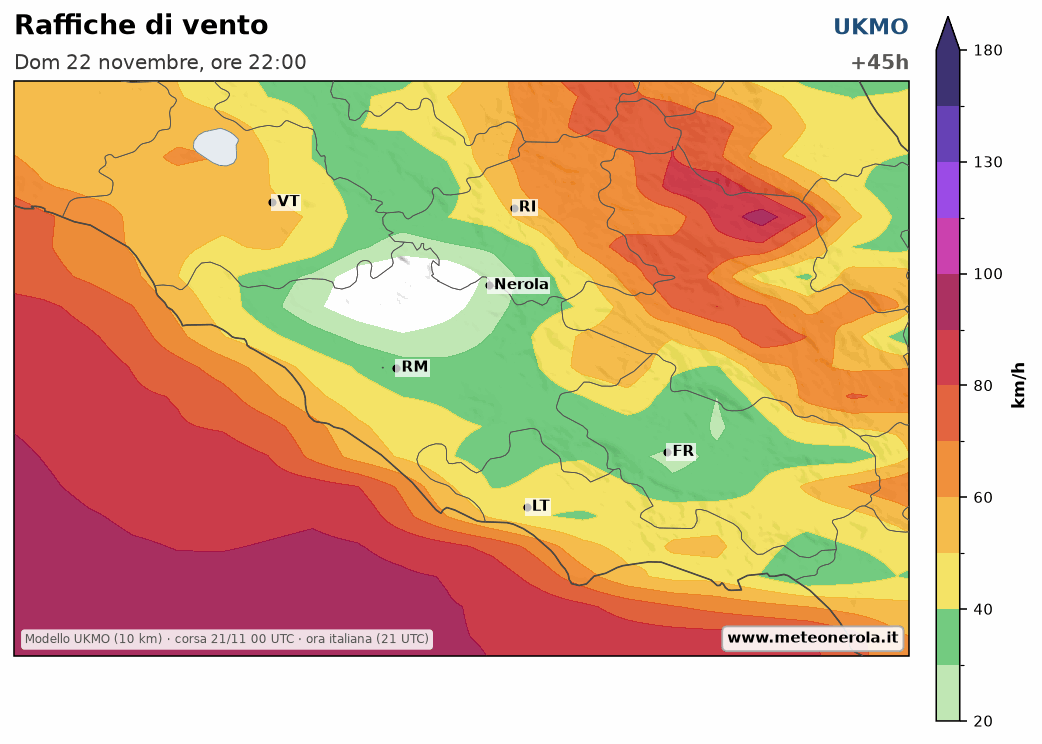 Raffiche di vento
UKMO
Dom 22 novembre, ore 22:00
+45h
VT
RI
Nerola
RM
FR
LT
Modello UKMO (10 km) · corsa 21/11 00 UTC · ora italiana (21 UTC)
www.meteonerola.it
180
130
100
80
60
40
20
km/h